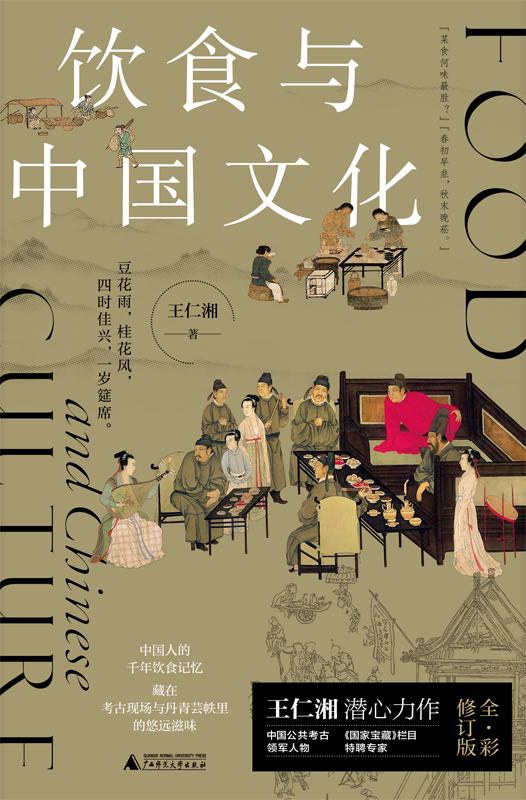 饮食与
中国文化
『菜食何味最胜？』『春初早韭，秋末晚菘。』
FOOD
and Chinese
CULTURE
豆花雨，桂花风，
四时佳兴，一岁筵席。
王仁湘
著
中国人的
千年饮食记忆
藏在
考古现场与丹青芸帙里
的悠远滋味
王仁湘 潜心力作
中国公共考古
领军人物
《国家宝藏》栏目
特聘专家
全·彩
修订版
GUANGXI NORMAL UNIVERSITY PRESS
广西师范大学出版社